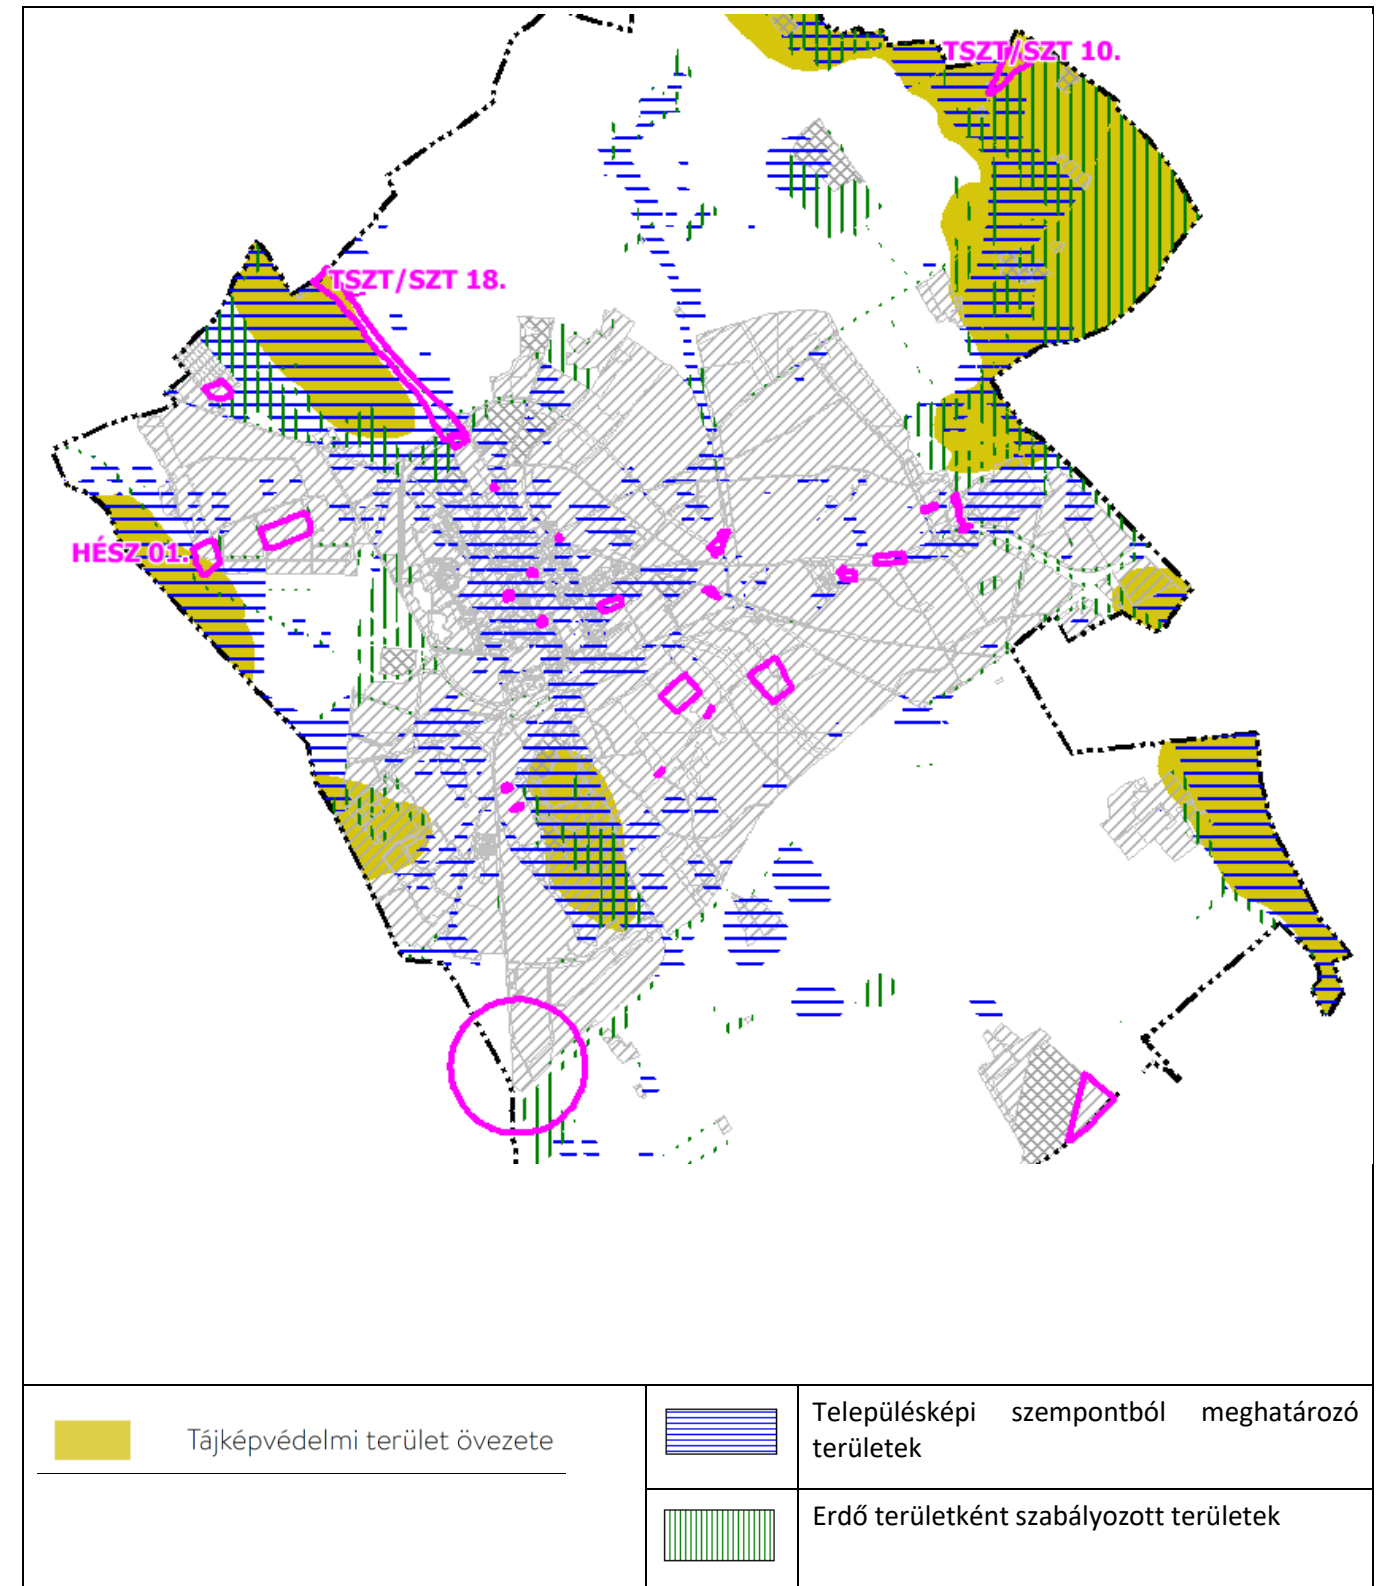 TSZT/SZT 10.
TSZT/SZT 18.
HÉSZ 01.
Tájképvédelmi terület övezete
Településképi szempontból meghatározó
területek
Erdő területként szabályozott területek